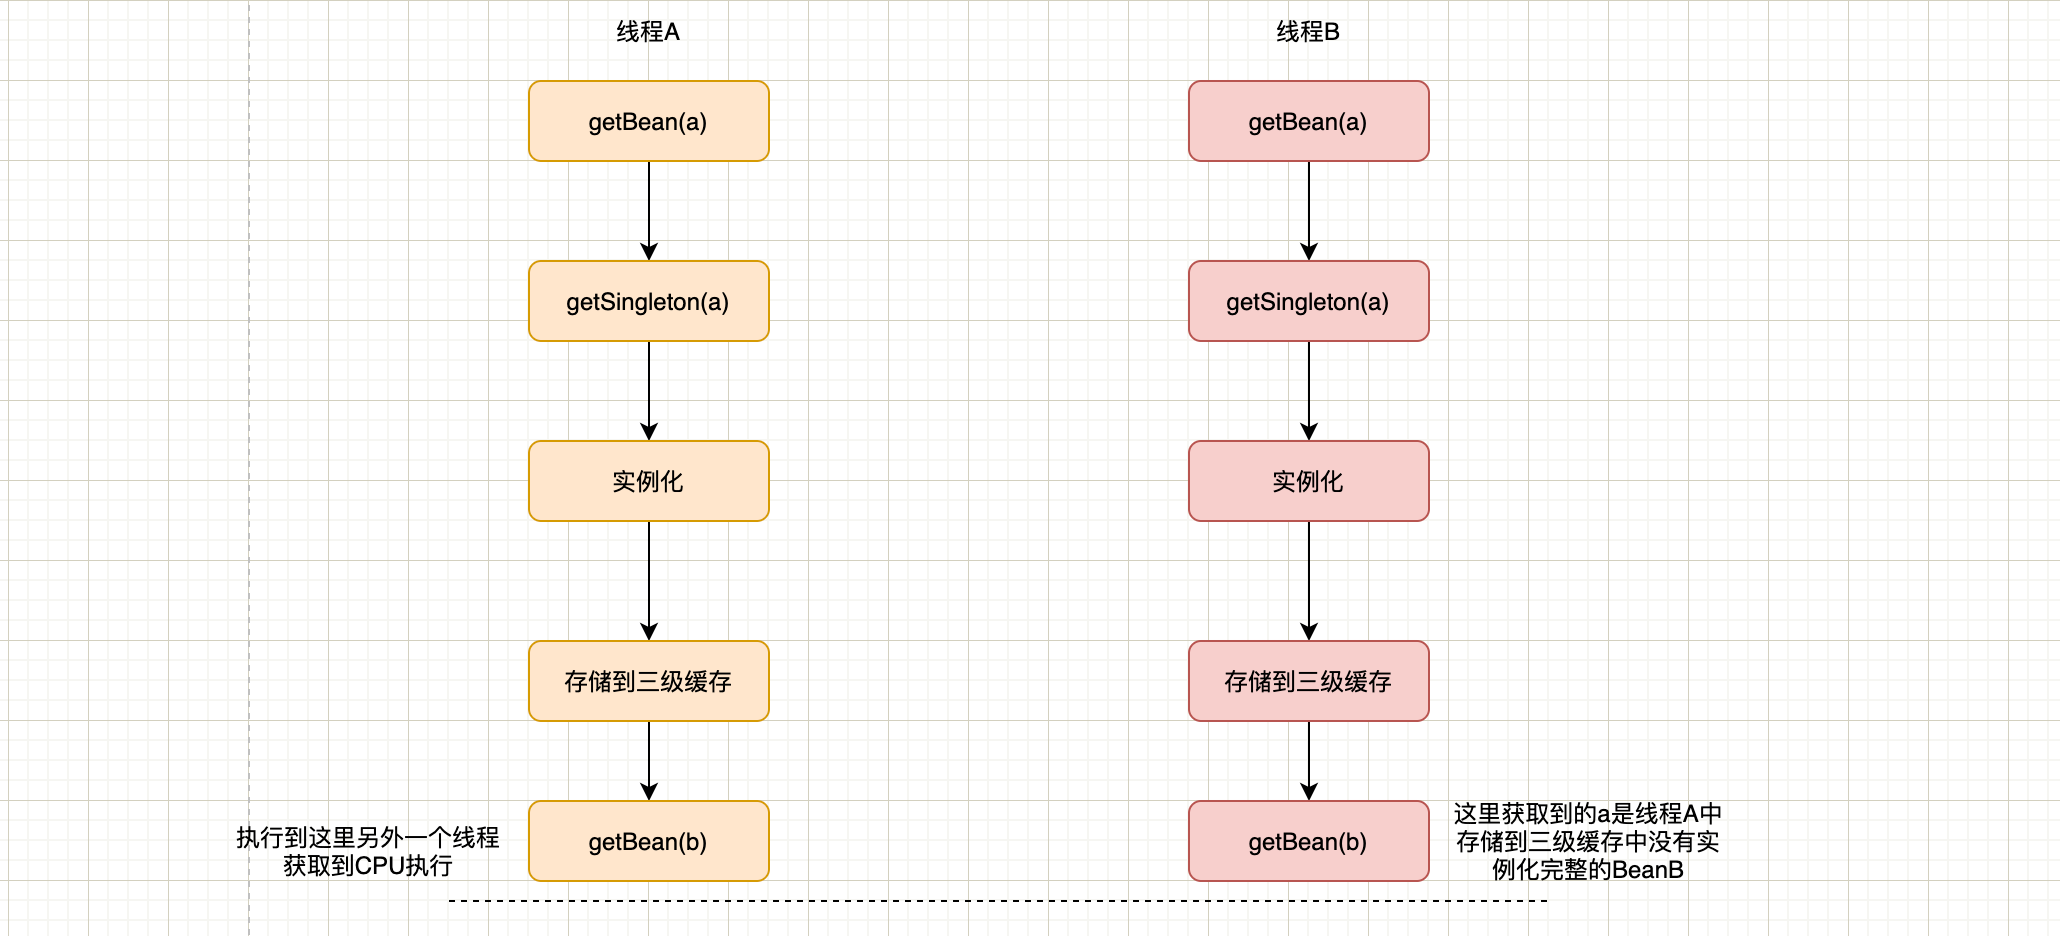 线程A
线程B
getBean(a)
getBean(a)
getSingleton(a)
getSingleton(a)
实例化
实例化
存储到三级缓存
存储到三级缓存
执行到这里另外一个线程
获取到CPU执行
getBean(b)
getBean(b)
这里获取到的a是线程A中
存储到三级缓存中没有实
例化完整的BeanB